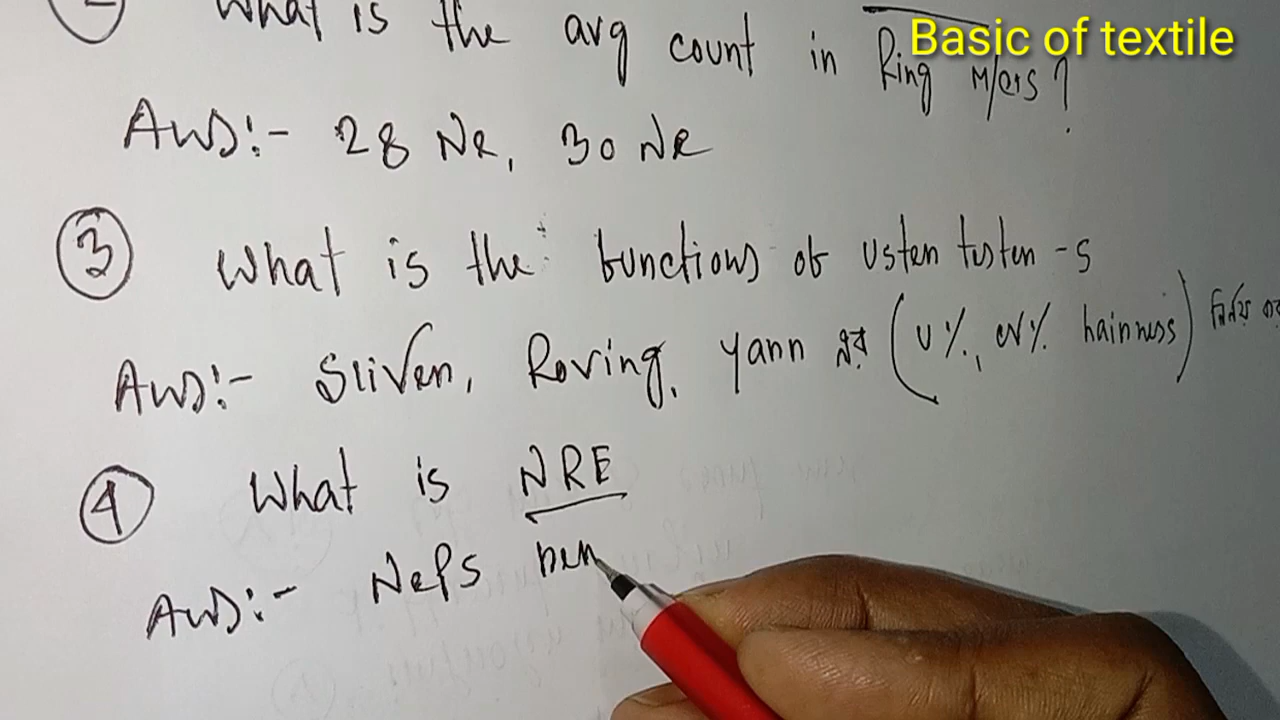 Basic of textile
② What is the avg count in Ring M/CIS?
Ans:- 28 Ne, 30 Ne
③ What is the functions of Uster tester -5
Ans:- Sliver, Roving, Yarn এর (U%, CV% hairiness) নির্ণয়
④ What is NRE
Ans:- Neps